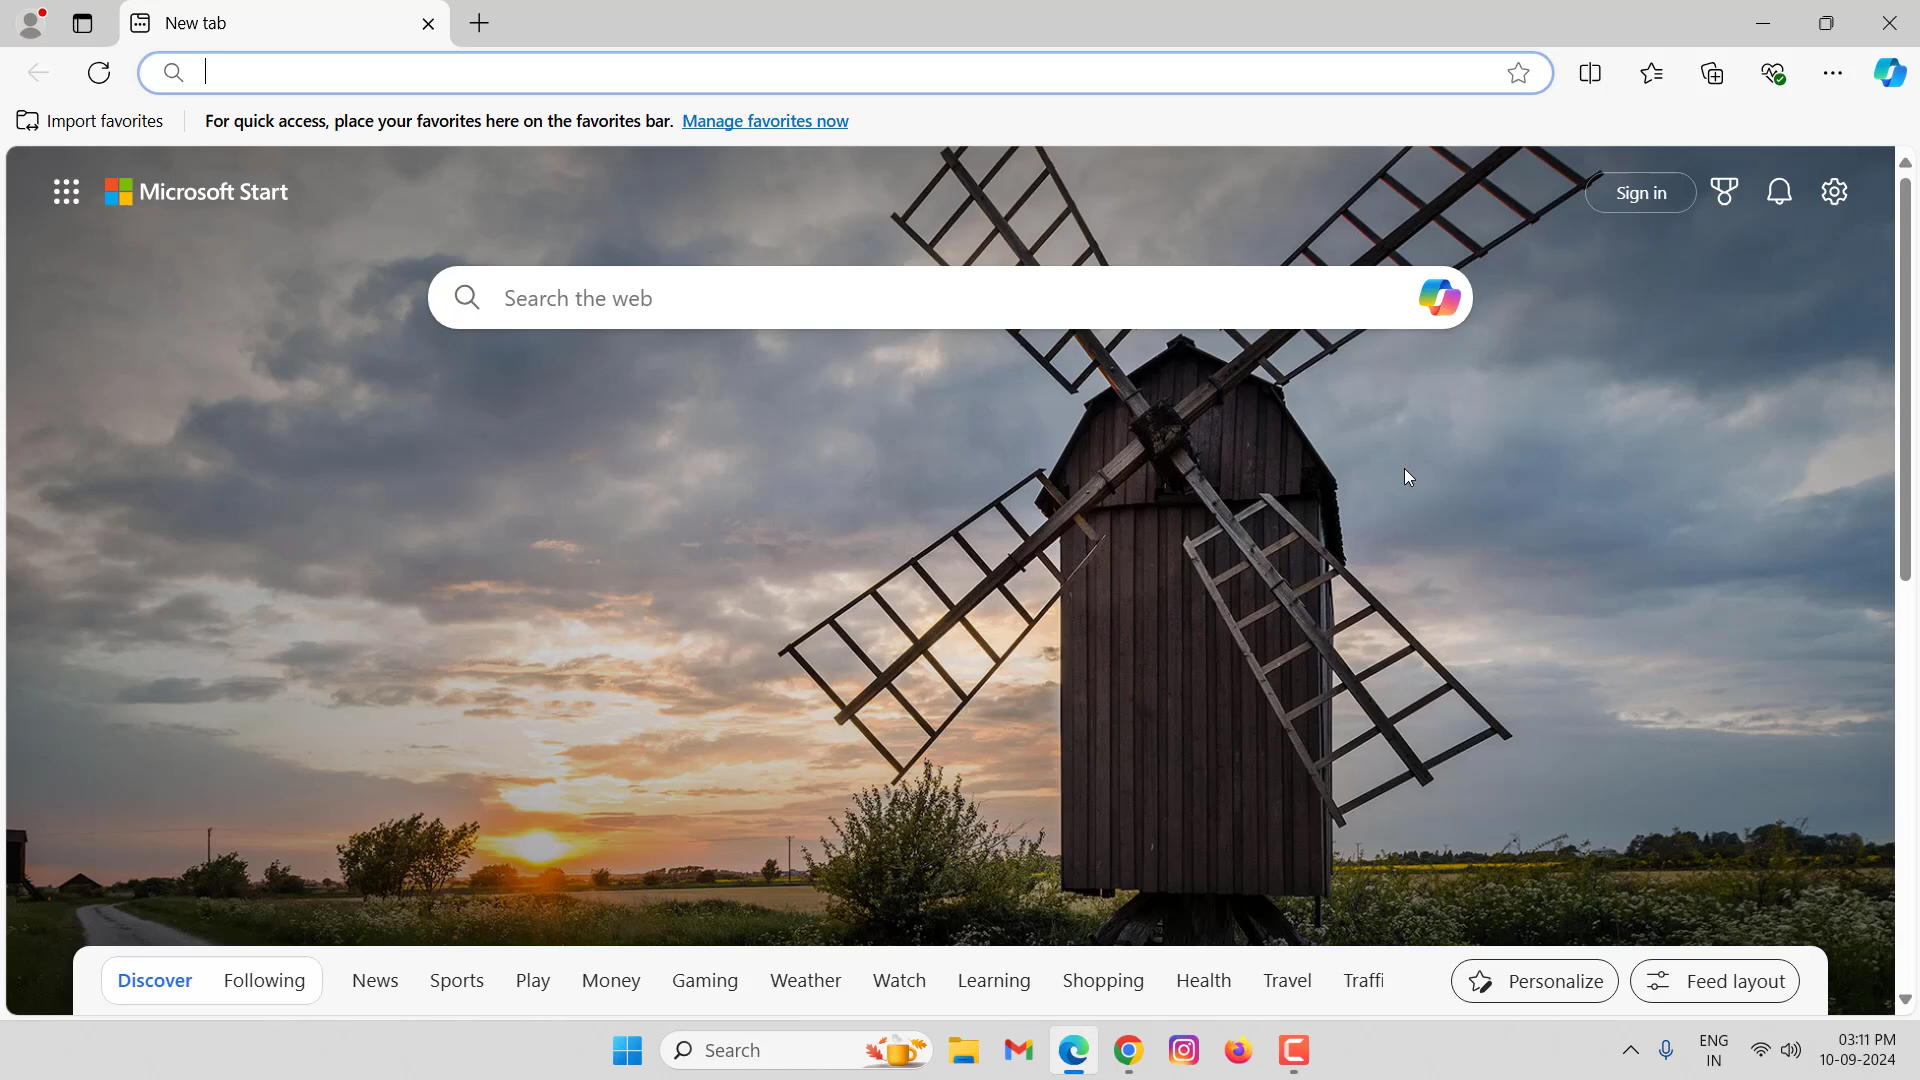 New tab
Import favorites
For quick access, place your favorites here on the favorites bar. Manage favorites now
Microsoft Start
Sign in
Search the web
Discover Following News Sports Play Money Gaming Weather Watch Learning Shopping Health Travel Traffi
Personalize Feed layout
Search
ENG
IN
03:11 PM
10-09-2024